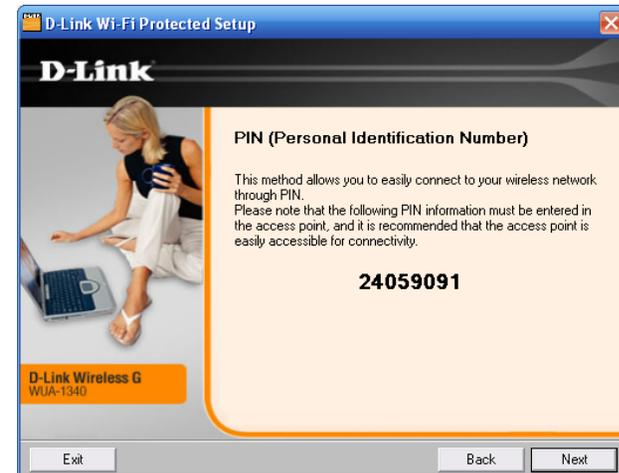 D-Link Wi-Fi Protected Setup
D-Link
PIN (Personal Identification Number)
This method allows you to easily connect to your wireless network
through PIN.
Please note that the following PIN information must be entered in
the access point, and it is recommended that the access point is
easily accessible for connectivity.
24059091
D-Link Wireless G
WUA-1340
Exit
Back
Next